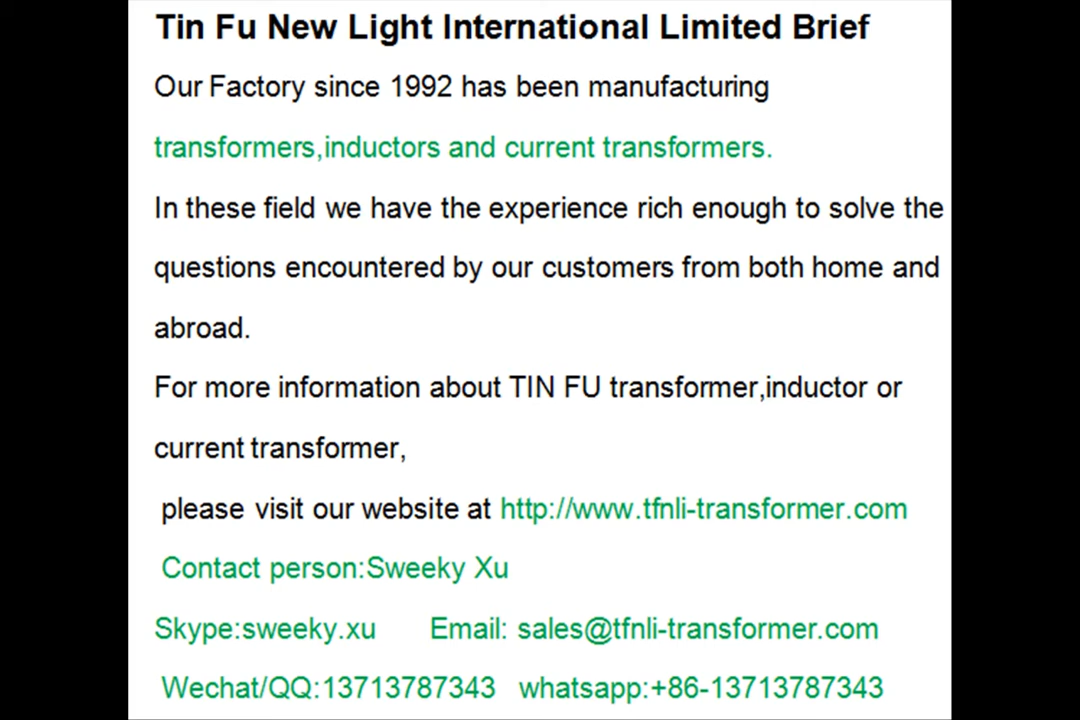 Tin Fu New Light International Limited Brief
Our Factory since 1992 has been manufacturing
transformers,inductors and current transformers.
In these field we have the experience rich enough to solve the
questions encountered by our customers from both home and
abroad.
For more information about TIN FU transformer,inductor or
current transformer,
please visit our website at http://www.tfnli-transformer.com
Contact person:Sweeky Xu
Skype:sweeky.xu Email: sales@tfnli-transformer.com
Wechat/QQ:13713787343 whatsapp:+86-13713787343